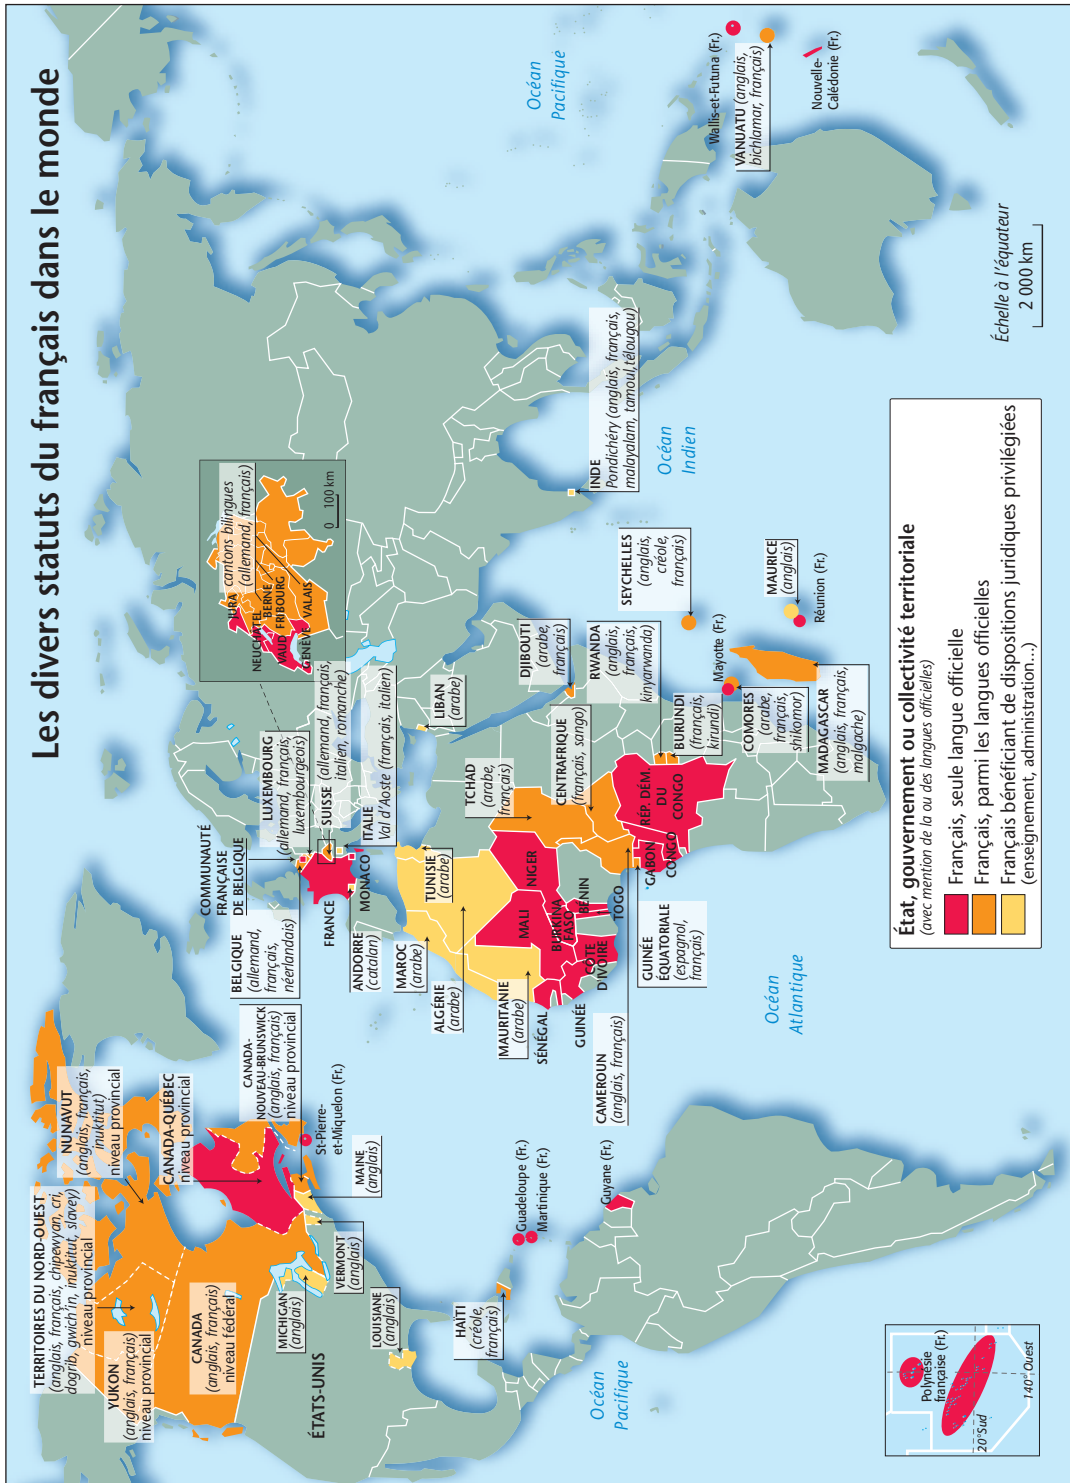 Les divers statuts du français dans le monde
TERRITOIRES DU NORD-OUEST
(anglais, français, chipewyan, cri,
dogrib, gwich'in, inuktitut, slavey)
niveau provincial
NUNAVUT
(anglais, français,
inuktitut)
niveau provincial
YUKON
(anglais, français)
niveau provincial
CANADA-QUÉBEC
niveau provincial
CANADA
(anglais, français)
niveau fédéral
CANADA-
NOUVEAU-BRUNSWICK
(anglais, français)
niveau provincial
St-Pierre-
et-Miquelon (Fr.)
MAINE
(anglais)
VERMONT
(anglais)
MICHIGAN
(anglais)
LOUISIANE
(anglais)
ÉTATS-UNIS
HAÏTI
(créole,
français)
Guadeloupe (Fr.)
Martinique (Fr.)
Guyane (Fr.)
Océan
Pacifique
Polynésie
française (Fr.)
20°Sud
140° Ouest
Océan
Atlantique
COMMUNAUTÉ
FRANÇAISE
DE BELGIQUE
BELGIQUE
(allemand,
français,
néerlandais)
LUXEMBOURG
(allemand, français,
luxembourgeois)
SUISSE (allemand, français,
italien, romanche)
ITALIE
Val d'Aoste (français, italien)
FRANCE
MONACO
ANDORRE
(catalan)
JURA
NEUCHATEL
VAUD
GENÈVE
BERNE
FRIBOURG
VALAIS
cantons bilingues
(allemand, français)
0 100 km
MAROC
(arabe)
ALGÉRIE
(arabe)
TUNISIE
(arabe)
MAURITANIE
(arabe)
LIBAN
(arabe)
SÉNÉGAL
GUINÉE
MALI
NIGER
BURKINA
FASO
CÔTE
D'IVOIRE
BÉNIN
TOGO
TCHAD
(arabe,
français)
CENTRAFRIQUE
(français, sango)
CAMEROUN
(anglais, français)
GUINÉE
ÉQUATORIALE
(espagnol,
français)
GABON
CONGO
RÉP. DÉM.
DU
CONGO
DJIBOUTI
(arabe,
français)
RWANDA
(anglais,
français,
kinyarwanda)
BURUNDI
(français,
kirundi)
COMORES
(arabe,
français,
shikomor)
Mayotte (Fr.)
MADAGASCAR
(anglais, français,
malgache)
SEYCHELLES
(anglais,
créole,
français)
MAURICE
(anglais)
Réunion (Fr.)
INDE
Pondichéry (anglais, français,
malayalam, tamoul,télougou)
Océan
Indien
Océan
Pacifique
Wallis-et-Futuna (Fr.)
VANUATU (anglais,
bichlamar, français)
Nouvelle-
Calédonie (Fr.)
Échelle à l'équateur
2 000 km
État, gouvernement ou collectivité territoriale
(avec mention de la ou des langues officielles)
Français, seule langue officielle
Français, parmi les langues officielles
Français bénéficiant de dispositions juridiques privilégiées
(enseignement, administration...)